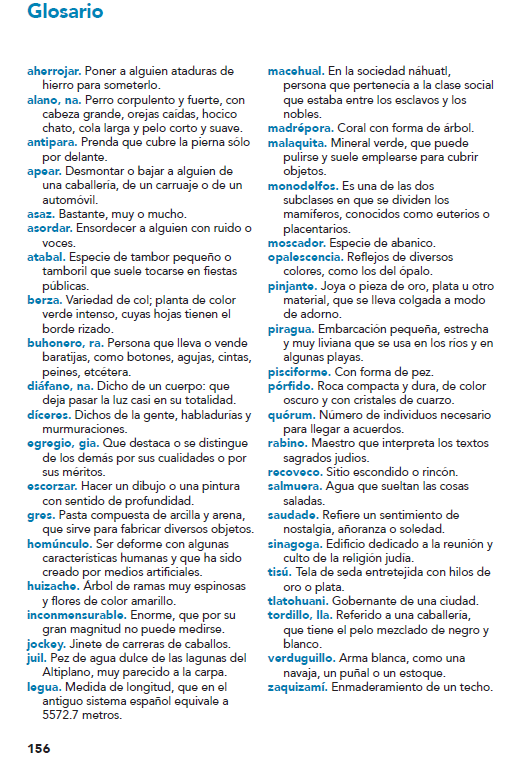 Glosario
aherrojar. Poner a alguien ataduras de
hierro para someterlo.
alano, na. Perro corpulento y fuerte, con
cabeza grande, orejas caídas, hocico
chato, cola larga y pelo corto y suave.
antipara. Prenda que cubre la pierna sólo
por delante.
apear. Desmontar o bajar a alguien de
una caballería, de un carruaje o de un
automóvil.
asaz. Bastante, muy o mucho.
asordar. Ensordecer a alguien con ruido o
voces.
atabal. Especie de tambor pequeño o
tamboril que suele tocarse en fiestas
públicas.
berza. Variedad de col; planta de color
verde intenso, cuyas hojas tienen el
borde rizado.
buhonero, ra. Persona que lleva o vende
baratijas, como botones, agujas, cintas,
peines, etcétera.
diáfano, na. Dicho de un cuerpo: que
deja pasar la luz casi en su totalidad.
díceres. Dichos de la gente, habladurías y
murmuraciones.
egregio, gia. Que destaca o se distingue
de los demás por sus cualidades o por
sus méritos.
escorzar. Hacer un dibujo o una pintura
con sentido de profundidad.
gres. Pasta compuesta de arcilla y arena,
que sirve para fabricar diversos objetos.
homúnculo. Ser deforme con algunas
características humanas y que ha sido
creado por medios artificiales.
huizache. Árbol de ramas muy espinosas
y flores de color amarillo.
inconmensurable. Enorme, que por su
gran magnitud no puede medirse.
jockey. Jinete de carreras de caballos.
juil. Pez de agua dulce de las lagunas del
Altiplano, muy parecido a la carpa.
legua. Medida de longitud, que en el
antiguo sistema español equivale a
5572.7 metros.
macehual. En la sociedad náhuatl,
persona que pertenecía a la clase social
que estaba entre los esclavos y los
nobles.
madrépora. Coral con forma de árbol.
malaquita. Mineral verde, que puede
pulirse y suele emplearse para cubrir
objetos.
monodelfos. Es una de las dos
subclases en que se dividen los
mamíferos, conocidos como euterios o
placentarios.
moscador. Especie de abanico.
opalescencia. Reflejos de diversos
colores, como los del ópalo.
pinjante. Joya o pieza de oro, plata u otro
material, que se lleva colgada a modo
de adorno.
piragua. Embarcación pequeña, estrecha
y muy liviana que se usa en los ríos y en
algunas playas.
pisciforme. Con forma de pez.
pórfido. Roca compacta y dura, de color
oscuro y con cristales de cuarzo.
quórum. Número de individuos necesario
para llegar a acuerdos.
rabino. Maestro que interpreta los textos
sagrados judíos.
recoveco. Sitio escondido o rincón.
salmuera. Agua que sueltan las cosas
saladas.
saudade. Refiere un sentimiento de
nostalgia, añoranza o soledad.
sinagoga. Edificio dedicado a la reunión y
culto de la religión judía.
tisú. Tela de seda entretejida con hilos de
oro o plata.
tlatohuani. Gobernante de una ciudad.
tordillo, lla. Referido a una caballería,
que tiene el pelo mezclado de negro y
blanco.
verduguillo. Arma blanca, como una
navaja, un puñal o un estoque.
zaquizamí. Enmaderamiento de un techo.
156